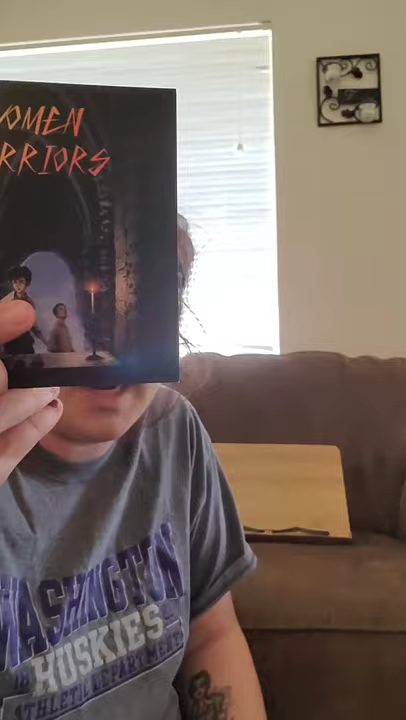 OMEN
RRIORS
WASHINGTON
HUSKIES
ATHLETIC DEPARTMENT